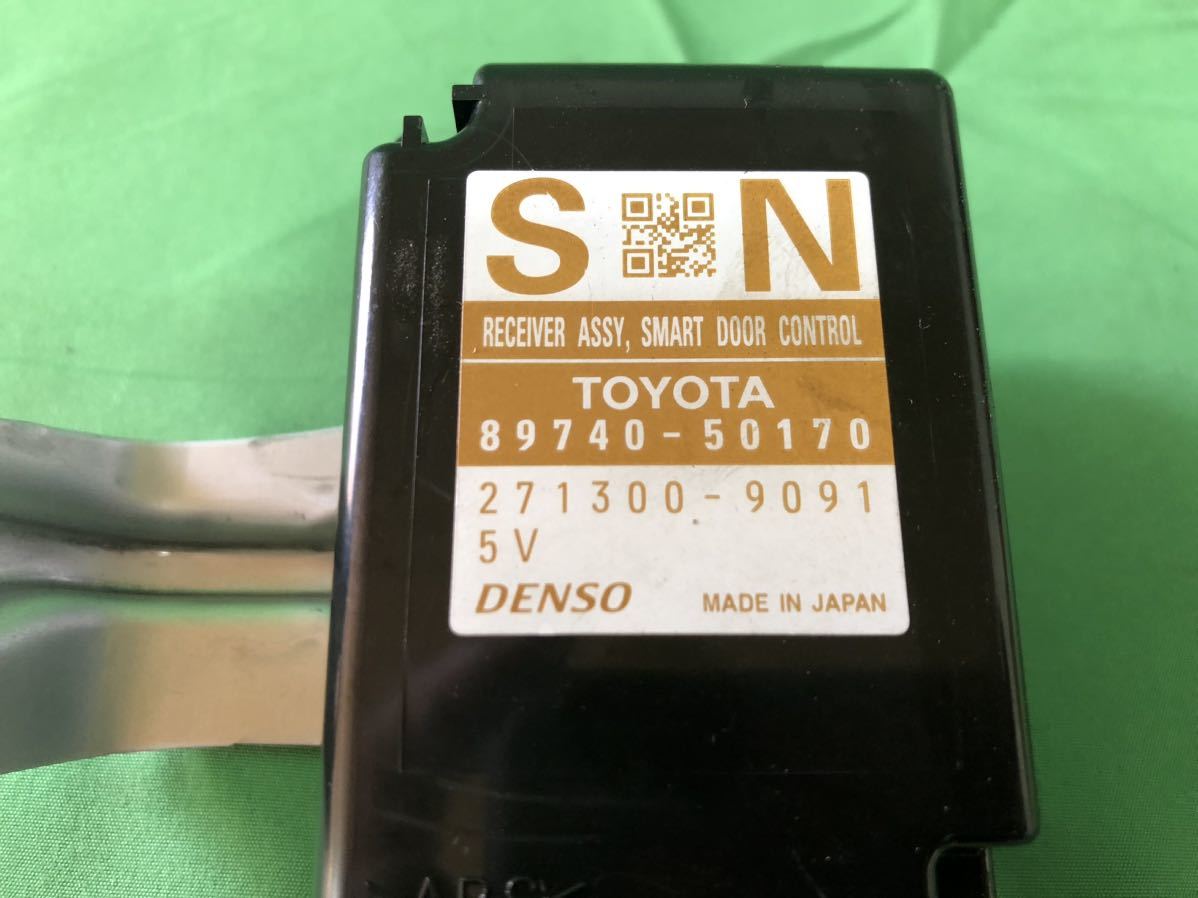 S N
RECEIVER ASSY, SMART DOOR CONTROL
TOYOTA
89740-50170
271300-9091
5V
DENSO MADE IN JAPAN